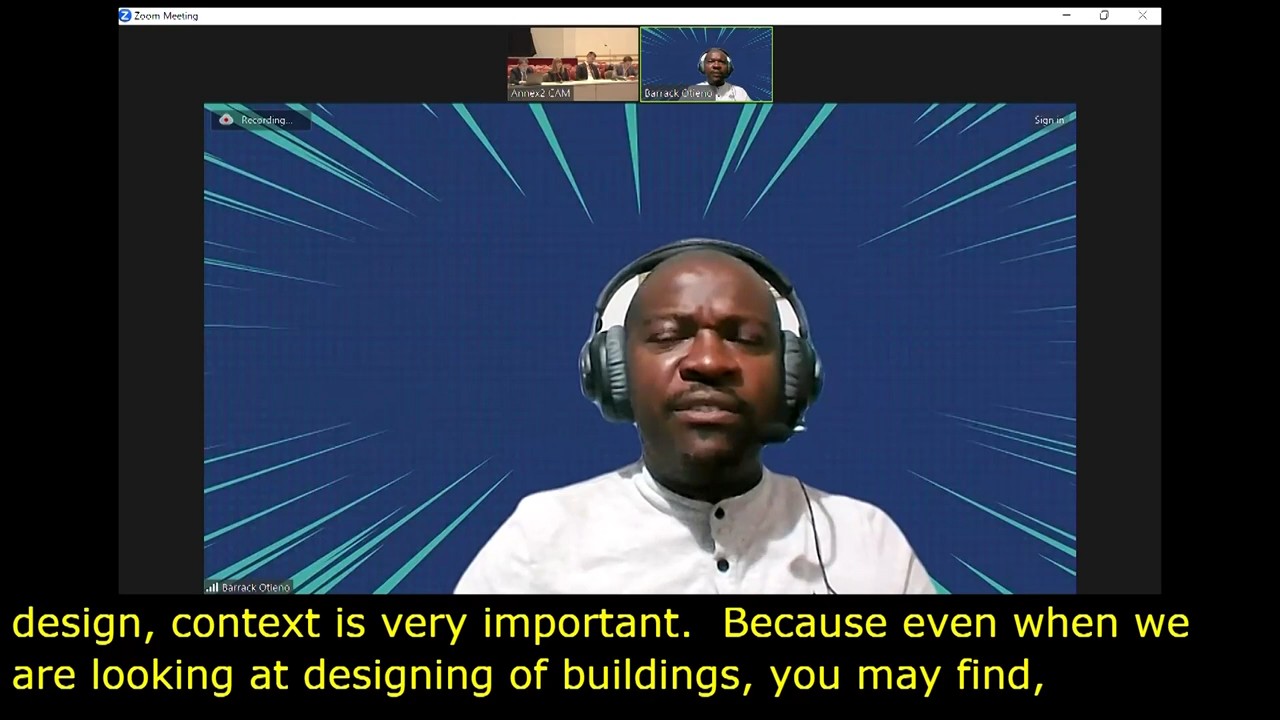 Zoom Meeting
Annex2 CAM
Barrack Otieno
Recording...
Sign in
Barrack Otieno
design, context is very important.  Because even when we
are looking at designing of buildings, you may find,